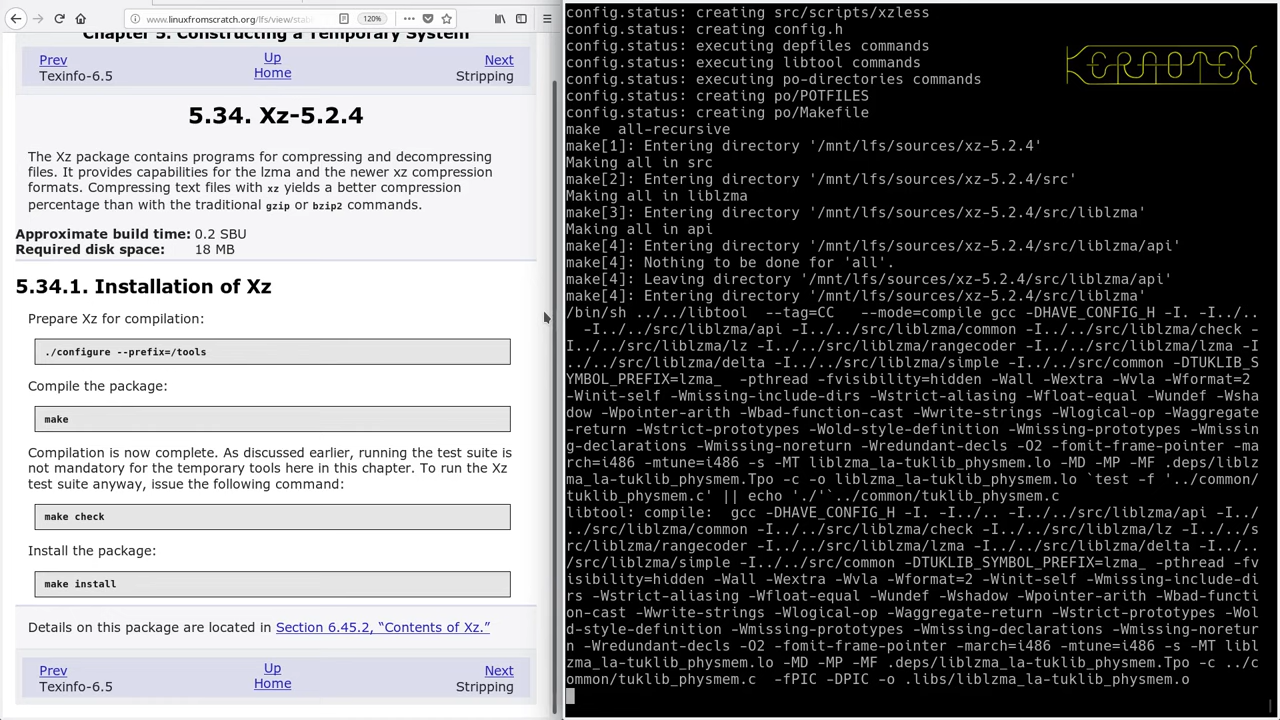 www.linuxfromscratch.org/lfs/view/stab
120%
Chapter 5. Constructing a Temporary System
Prev
Up
Next
Texinfo-6.5
Home
Stripping
5.34. Xz-5.2.4
The Xz package contains programs for compressing and decompressing
files. It provides capabilities for the lzma and the newer xz compression
formats. Compressing text files with xz yields a better compression
percentage than with the traditional gzip or bzip2 commands.
Approximate build time: 0.2 SBU
Required disk space: 18 MB
5.34.1. Installation of Xz
Prepare Xz for compilation:
./configure --prefix=/tools
Compile the package:
make
Compilation is now complete. As discussed earlier, running the test suite is
not mandatory for the temporary tools here in this chapter. To run the Xz
test suite anyway, issue the following command:
make check
Install the package:
make install
Details on this package are located in Section 6.45.2, “Contents of Xz.”
Prev
Up
Next
Texinfo-6.5
Home
Stripping
config.status: creating src/scripts/xzless
config.status: creating config.h
config.status: executing depfiles commands
config.status: executing libtool commands
config.status: executing po-directories commands
config.status: creating po/POTFILES
config.status: creating po/Makefile
make  all-recursive
make[1]: Entering directory '/mnt/lfs/sources/xz-5.2.4'
Making all in src
make[2]: Entering directory '/mnt/lfs/sources/xz-5.2.4/src'
Making all in liblzma
make[3]: Entering directory '/mnt/lfs/sources/xz-5.2.4/src/liblzma'
Making all in api
make[4]: Entering directory '/mnt/lfs/sources/xz-5.2.4/src/liblzma/api'
make[4]: Nothing to be done for 'all'.
make[4]: Leaving directory '/mnt/lfs/sources/xz-5.2.4/src/liblzma/api'
make[4]: Entering directory '/mnt/lfs/sources/xz-5.2.4/src/liblzma'
/bin/sh ../../libtool  --tag=CC   --mode=compile gcc -DHAVE_CONFIG_H -I. -I../..
  -I../../src/liblzma/api -I../../src/liblzma/common -I../../src/liblzma/check -
I../../src/liblzma/lz -I../../src/liblzma/rangecoder -I../../src/liblzma/lzma -I
../../src/liblzma/delta -I../../src/liblzma/simple -I../../src/common -DTUKLIB_S
YMBOL_PREFIX=lzma_  -pthread -fvisibility=hidden -Wall -Wextra -Wvla -Wformat=2
-Winit-self -Wmissing-include-dirs -Wstrict-aliasing -Wfloat-equal -Wundef -Wsha
dow -Wpointer-arith -Wbad-function-cast -Wwrite-strings -Wlogical-op -Waggregate
-return -Wstrict-prototypes -Wold-style-definition -Wmissing-prototypes -Wmissin
g-declarations -Wmissing-noreturn -Wredundant-decls -O2 -fomit-frame-pointer -ma
rch=i486 -mtune=i486 -s -MT liblzma_la-tuklib_physmem.lo -MD -MP -MF .deps/liblz
ma_la-tuklib_physmem.Tpo -c -o liblzma_la-tuklib_physmem.lo `test -f '../common/
tuklib_physmem.c' || echo './'`../common/tuklib_physmem.c
libtool: compile:  gcc -DHAVE_CONFIG_H -I. -I../.. -I../../src/liblzma/api -I../
../src/liblzma/common -I../../src/liblzma/check -I../../src/liblzma/lz -I../../s
rc/liblzma/rangecoder -I../../src/liblzma/lzma -I../../src/liblzma/delta -I../..
/src/liblzma/simple -I../../src/common -DTUKLIB_SYMBOL_PREFIX=lzma_ -pthread -fv
isibility=hidden -Wall -Wextra -Wvla -Wformat=2 -Winit-self -Wmissing-include-di
rs -Wstrict-aliasing -Wfloat-equal -Wundef -Wshadow -Wpointer-arith -Wbad-functi
on-cast -Wwrite-strings -Wlogical-op -Waggregate-return -Wstrict-prototypes -Wol
d-style-definition -Wmissing-prototypes -Wmissing-declarations -Wmissing-noretur
n -Wredundant-decls -O2 -fomit-frame-pointer -march=i486 -mtune=i486 -s -MT libl
zma_la-tuklib_physmem.lo -MD -MP -MF .deps/liblzma_la-tuklib_physmem.Tpo -c ../c
ommon/tuklib_physmem.c  -fPIC -DPIC -o .libs/liblzma_la-tuklib_physmem.o